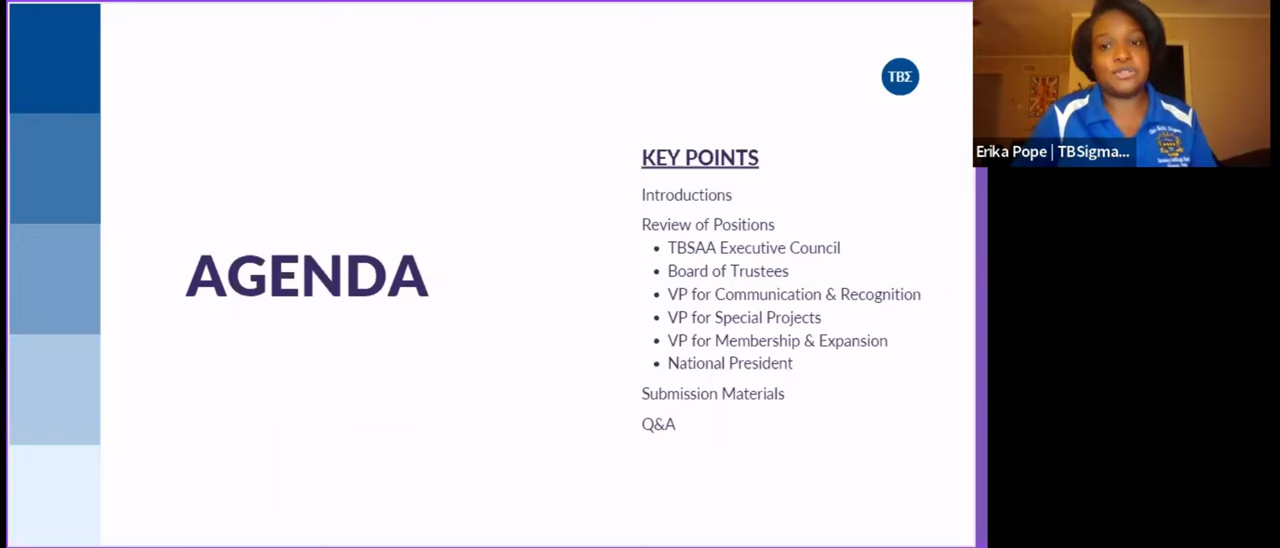 TBΣ
KEY POINTS
Introductions
Review of Positions
• TBSAA Executive Council
• Board of Trustees
• VP for Communication & Recognition
• VP for Special Projects
• VP for Membership & Expansion
• National President
Submission Materials
Q&A
AGENDA
Erika Pope | TBSigma...